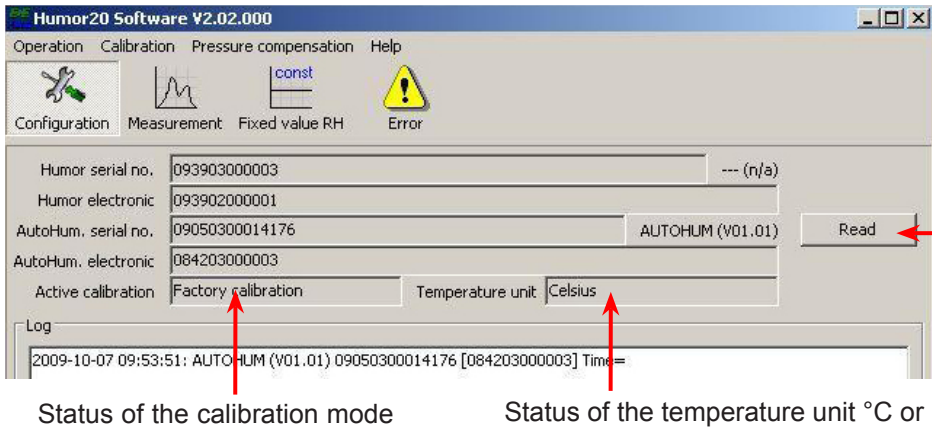 Humor20 Software V2.02.000
Operation Calibration Pressure compensation Help
const
Configuration Measurement Fixed value RH Error
Humor serial no. 093903000003 --- (n/a)
Humor electronic 093902000001
AutoHum. serial no. 09050300014176 AUTOHUM (V01.01) Read
AutoHum. electronic 084203000003
Active calibration Factory calibration Temperature unit Celsius
Log
2009-10-07 09:53:51: AUTOHUM (V01.01) 09050300014176 [084203000003] Time=
Status of the calibration mode Status of the temperature unit °C or